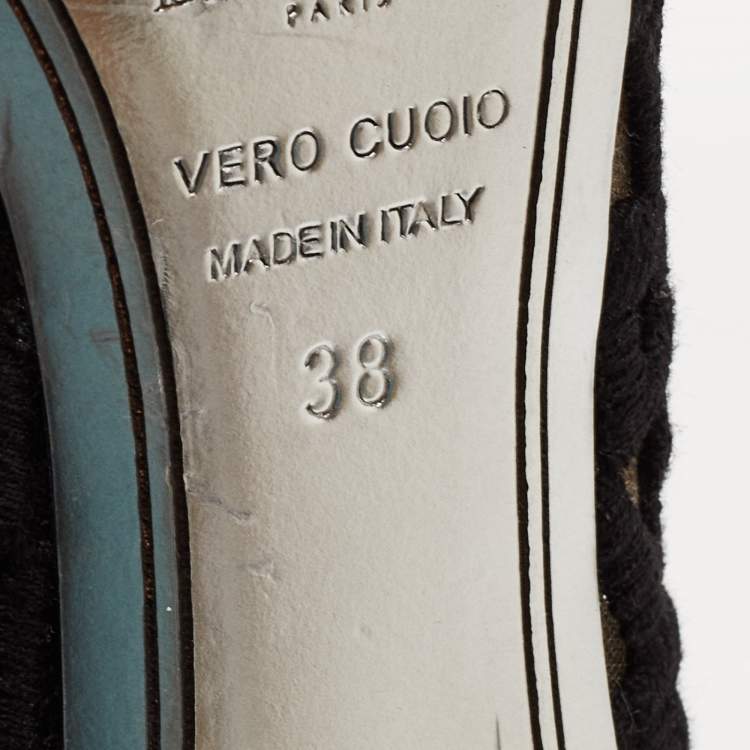 PARIS
VERO CUOIO
MADE IN ITALY
38